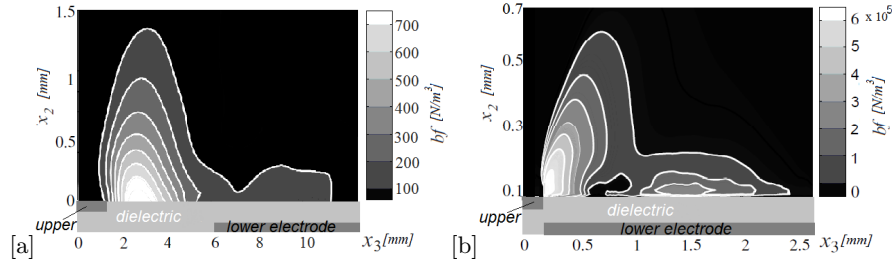 1.5
1
0.5
0
x2 [mm]
700
600
500
400
300
200
100
bf [N/m³]
upper
dielectric
lower electrode
[a]
0 2 4 6 8 10
x3 [mm]
0.7
0.5
0.3
0.1
x2 [mm]
6 x 10⁵
5
4
3
2
1
0
bf [N/m³]
upper
dielectric
lower electrode
[b]
0 0.5 1 1.5 2 2.5
x3 [mm]